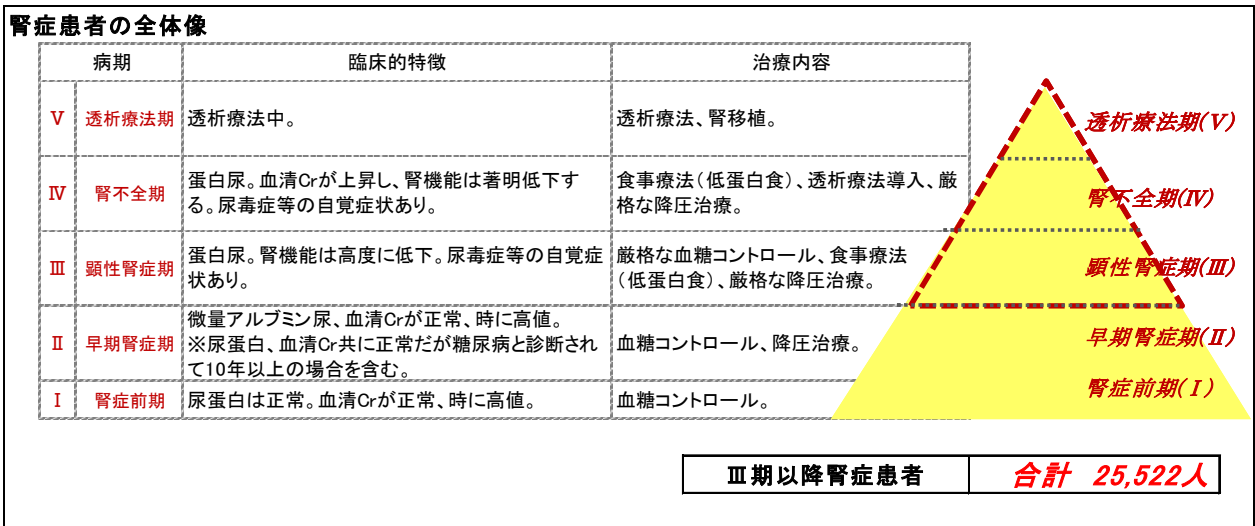 腎症患者の全体像
病期 臨床的特徴 治療内容
Ⅴ 透析療法期 透析療法中。 透析療法、腎移植。
Ⅳ 腎不全期 蛋白尿。血清Crが上昇し、腎機能は著明低下す
る。尿毒症等の自覚症状あり。
食事療法(低蛋白食)、透析療法導入、厳
格な降圧治療。
Ⅲ 顕性腎症期 蛋白尿。腎機能は高度に低下。尿毒症等の自覚症
状あり。
厳格な血糖コントロール、食事療法
(低蛋白食)、厳格な降圧治療。
Ⅱ 早期腎症期 微量アルブミン尿、血清Crが正常、時に高値。
※尿蛋白、血清Cr共に正常だが糖尿病と診断され
て10年以上の場合を含む。
血糖コントロール、降圧治療。
Ⅰ 腎症前期 尿蛋白は正常。血清Crが正常、時に高値。 血糖コントロール。
透析療法期(Ⅴ)
腎不全期(Ⅳ)
顕性腎症期(Ⅲ)
早期腎症期(Ⅱ)
腎症前期(Ⅰ)
Ⅲ期以降腎症患者 合計 25,522人